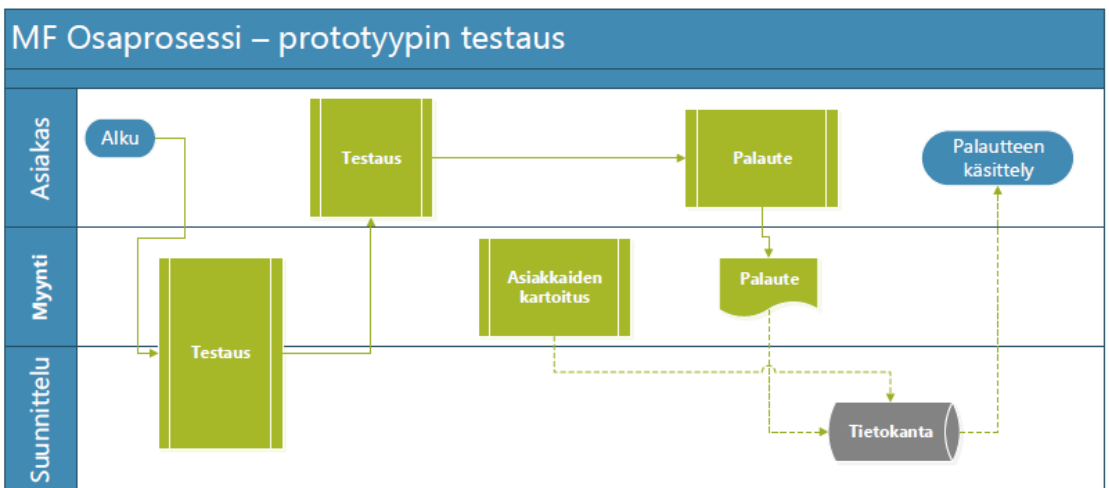 MF Osaprosessi – prototyypin testaus
Asiakas
Alku
Testaus
Palaute
Palautteen
käsittely
Myynti
Asiakkaiden
kartoitus
Palaute
Testaus
Suunnittelu
Tietokanta